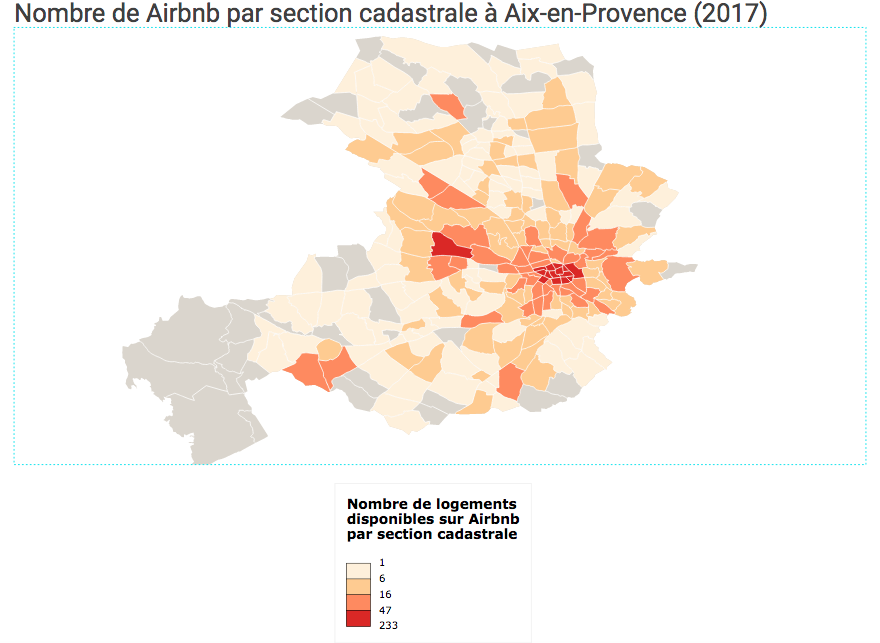 Nombre de Airbnb par section cadastrale à Aix-en-Provence (2017)
Nombre de logements
disponibles sur Airbnb
par section cadastrale
1
6
16
47
233